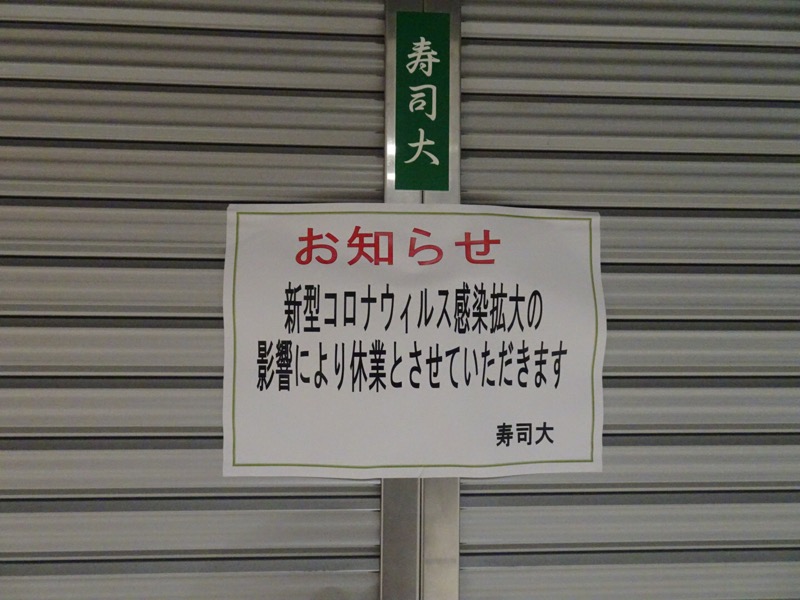 寿司大
お知らせ
新型コロナウィルス感染拡大の
影響により休業とさせていただきます
寿司大